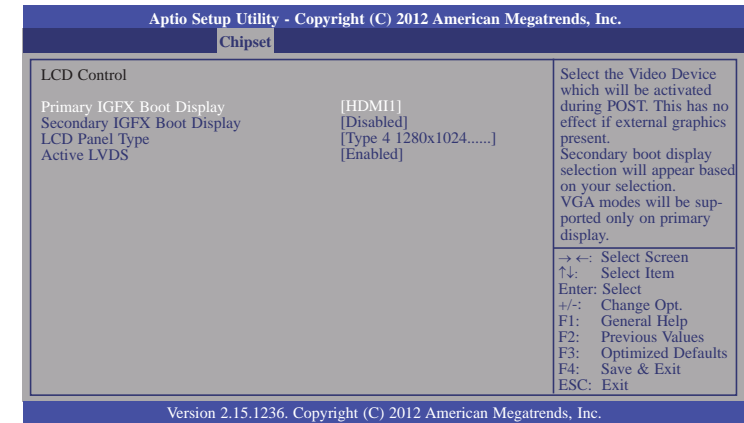 Aptio Setup Utility - Copyright (C) 2012 American Megatrends, Inc.
Chipset
LCD Control
Primary IGFX Boot Display [HDMI1]
Secondary IGFX Boot Display [Disabled]
LCD Panel Type [Type 4 1280x1024......]
Active LVDS [Enabled]
Select the Video Device
which will be activated
during POST. This has no
effect if external graphics
present.
Secondary boot display
selection will appear based
on your selection.
VGA modes will be sup-
ported only on primary
display.
→ ←: Select Screen
↑↓: Select Item
Enter: Select
+/-: Change Opt.
F1: General Help
F2: Previous Values
F3: Optimized Defaults
F4: Save & Exit
ESC: Exit
Version 2.15.1236. Copyright (C) 2012 American Megatrends, Inc.